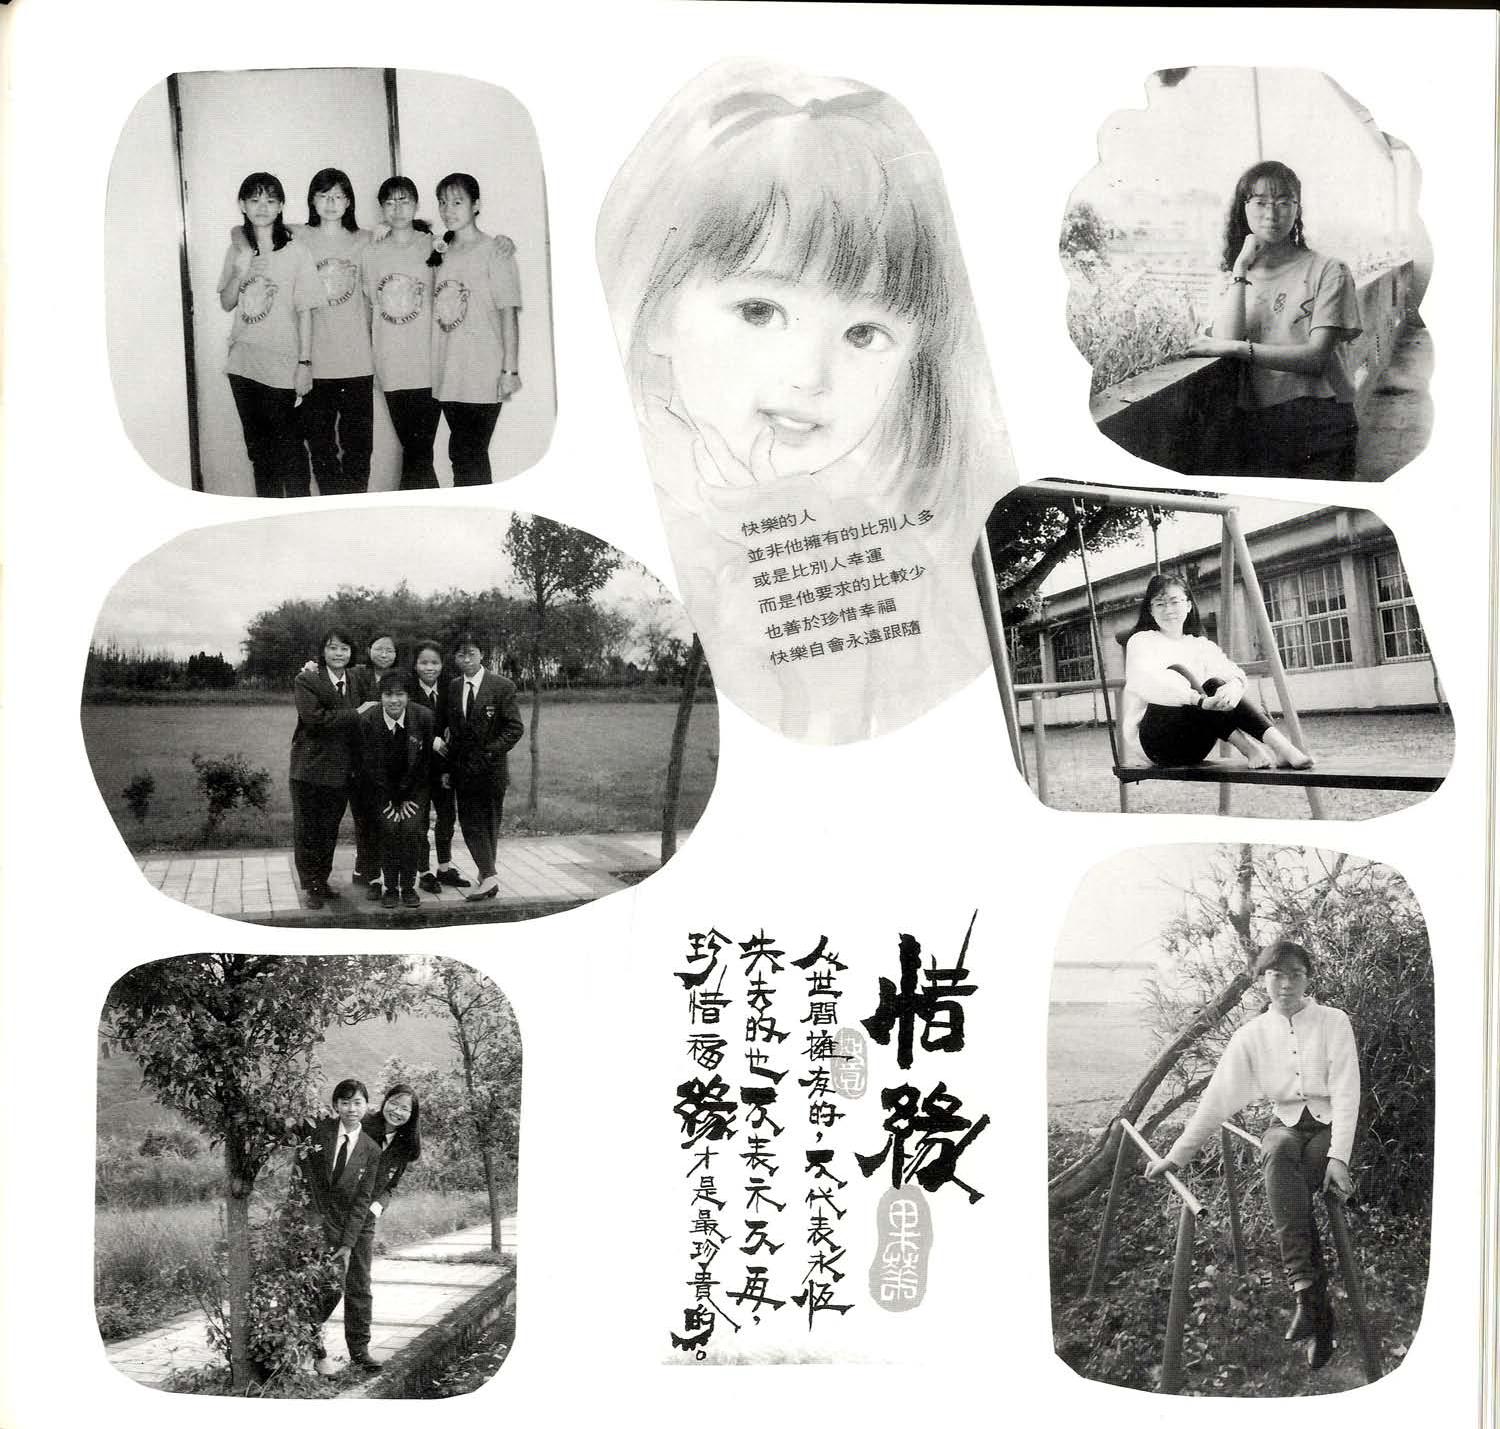 快樂的人
並非他擁有的比別人多
或是比別人幸運
而是他要求的比較少
也善於珍惜幸福
快樂自會永遠跟隨
惜緣
人世間擁有的，不代表永恆
失去的也不表示不再，
珍惜福緣才是最珍貴的。